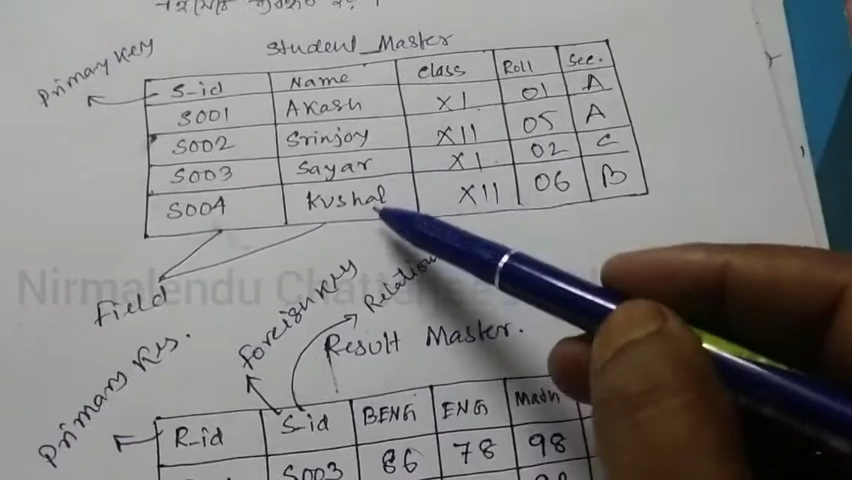 Student_Master
Primary Key
S-id Name Class Roll Sec.
S001 Akash XI 01 A
S002 Srinjoy XII 05 A
S003 Sayar XI 02 C
S004 Kushal XII 06 B
Nirmalendu Changhadar
Field
Foreign Key
Relation
Primary Key.
Result Master.
R-id S-id BENG ENG Math
S003 86 78 98